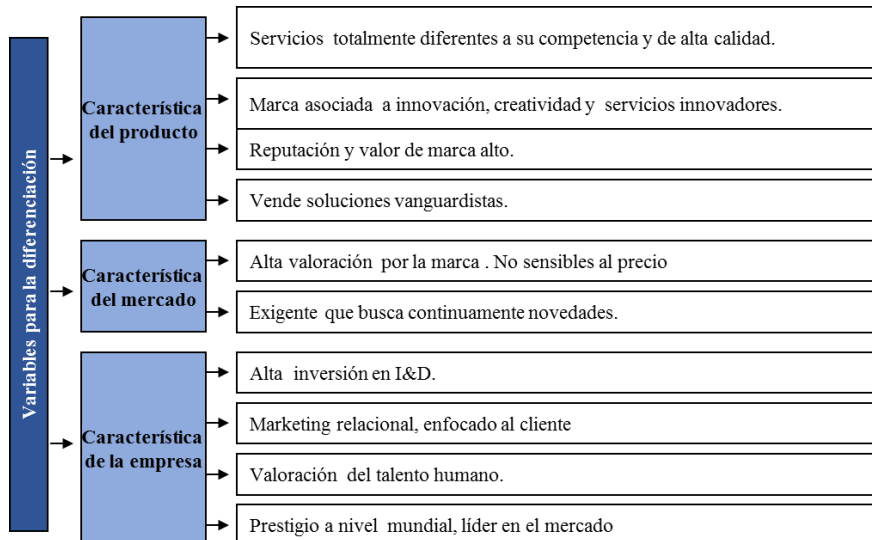 Variables para la diferenciación
Característica
del producto
Servicios totalmente diferentes a su competencia y de alta calidad.
Marca asociada a innovación, creatividad y servicios innovadores.
Reputación y valor de marca alto.
Vende soluciones vanguardistas.
Característica
del mercado
Alta valoración por la marca . No sensibles al precio
Exigente que busca continuamente novedades.
Característica
de la empresa
Alta inversión en I&D.
Marketing relacional, enfocado al cliente
Valoración del talento humano.
Prestigio a nivel mundial, líder en el mercado